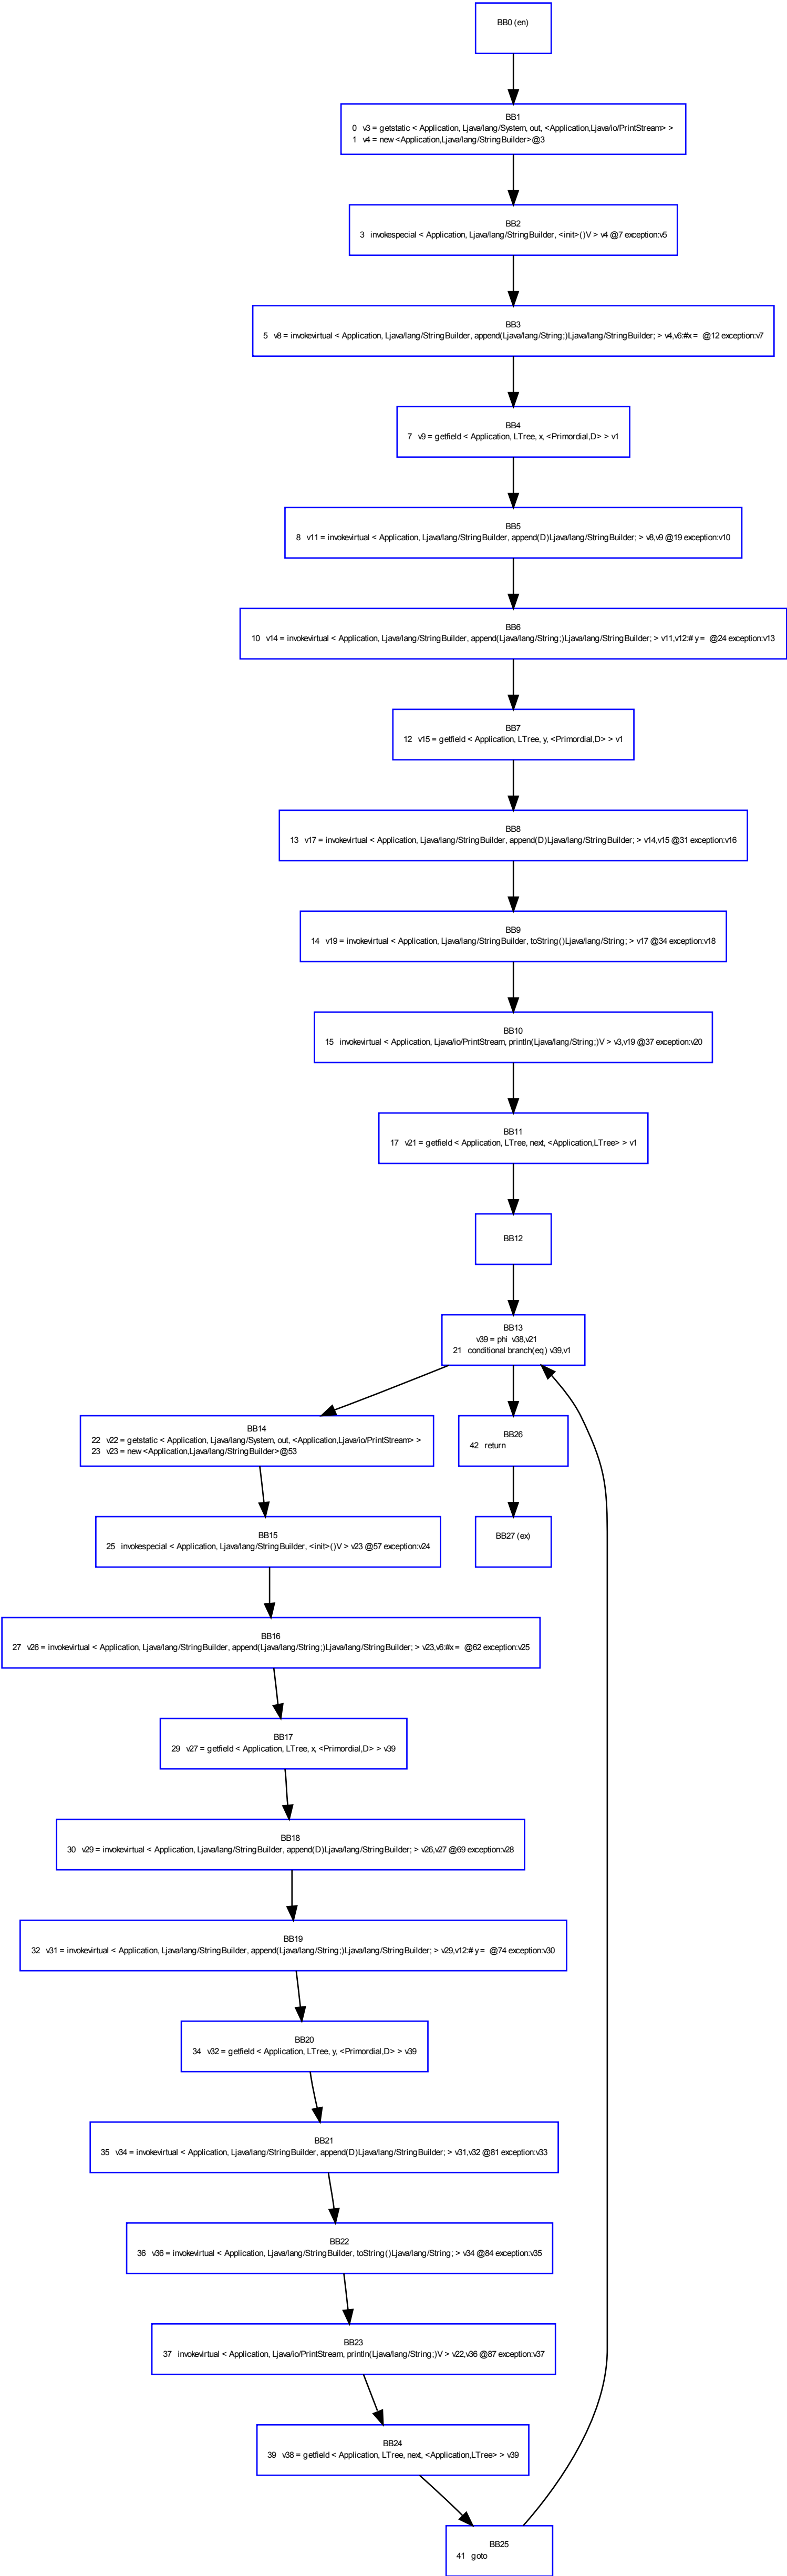 BB0 (en)
BB1
0 v3 = getstatic < Application, Ljava/lang/System, out, <Application,Ljava/io/PrintStream> >
1 v4 = new <Application,Ljava/lang/StringBuilder>@3
BB2
3 invokespecial < Application, Ljava/lang/StringBuilder, <init>()V > v4 @7 exception:v5
BB3
5 v8 = invokevirtual < Application, Ljava/lang/StringBuilder, append(Ljava/lang/String;)Ljava/lang/StringBuilder; > v4,v6:#x = @12 exception:v7
BB4
7 v9 = getfield < Application, LTree, x, <Primordial,D> > v1
BB5
8 v11 = invokevirtual < Application, Ljava/lang/StringBuilder, append(D)Ljava/lang/StringBuilder; > v8,v9 @19 exception:v10
BB6
10 v14 = invokevirtual < Application, Ljava/lang/StringBuilder, append(Ljava/lang/String;)Ljava/lang/StringBuilder; > v11,v12:# y = @24 exception:v13
BB7
12 v15 = getfield < Application, LTree, y, <Primordial,D> > v1
BB8
13 v17 = invokevirtual < Application, Ljava/lang/StringBuilder, append(D)Ljava/lang/StringBuilder; > v14,v15 @31 exception:v16
BB9
14 v19 = invokevirtual < Application, Ljava/lang/StringBuilder, toString()Ljava/lang/String; > v17 @34 exception:v18
BB10
15 invokevirtual < Application, Ljava/io/PrintStream, println(Ljava/lang/String;)V > v3,v19 @37 exception:v20
BB11
17 v21 = getfield < Application, LTree, next, <Application,LTree> > v1
BB12
BB13
v39 = phi v38,v21
21 conditional branch(eq) v39,v1
BB14
22 v22 = getstatic < Application, Ljava/lang/System, out, <Application,Ljava/io/PrintStream> >
23 v23 = new <Application,Ljava/lang/StringBuilder>@53
BB26
42 return
BB15
25 invokespecial < Application, Ljava/lang/StringBuilder, <init>()V > v23 @57 exception:v24
BB27 (ex)
BB16
27 v26 = invokevirtual < Application, Ljava/lang/StringBuilder, append(Ljava/lang/String;)Ljava/lang/StringBuilder; > v23,v6:#x = @62 exception:v25
BB17
29 v27 = getfield < Application, LTree, x, <Primordial,D> > v39
BB18
30 v29 = invokevirtual < Application, Ljava/lang/StringBuilder, append(D)Ljava/lang/StringBuilder; > v26,v27 @69 exception:v28
BB19
32 v31 = invokevirtual < Application, Ljava/lang/StringBuilder, append(Ljava/lang/String;)Ljava/lang/StringBuilder; > v29,v12:# y = @74 exception:v30
BB20
34 v32 = getfield < Application, LTree, y, <Primordial,D> > v39
BB21
35 v34 = invokevirtual < Application, Ljava/lang/StringBuilder, append(D)Ljava/lang/StringBuilder; > v31,v32 @81 exception:v33
BB22
36 v36 = invokevirtual < Application, Ljava/lang/StringBuilder, toString()Ljava/lang/String; > v34 @84 exception:v35
BB23
37 invokevirtual < Application, Ljava/io/PrintStream, println(Ljava/lang/String;)V > v22,v36 @87 exception:v37
BB24
39 v38 = getfield < Application, LTree, next, <Application,LTree> > v39
BB25
41 goto